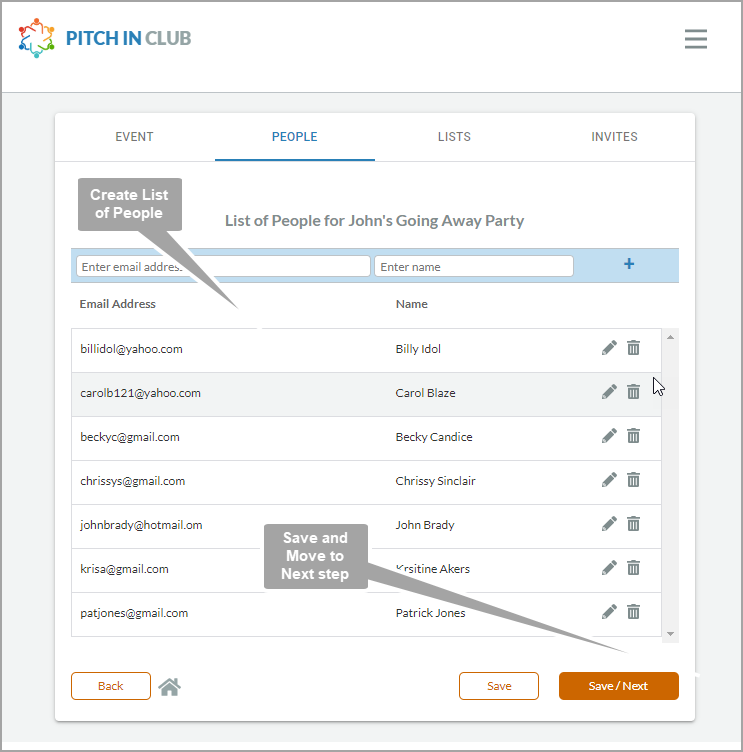 PITCH IN CLUB
EVENT PEOPLE LISTS INVITES
Create List
of People
List of People for John's Going Away Party
Enter email address Enter name +
Email Address Name
billidol@yahoo.com Billy Idol
carolb121@yahoo.com Carol Blaze
beckyc@gmail.com Becky Candice
chrissys@gmail.com Chrissy Sinclair
johnbrady@hotmail.om John Brady
Save and
Move to
Next step
krisa@gmail.com Krsitine Akers
patjones@gmail.com Patrick Jones
Back Save Save / Next